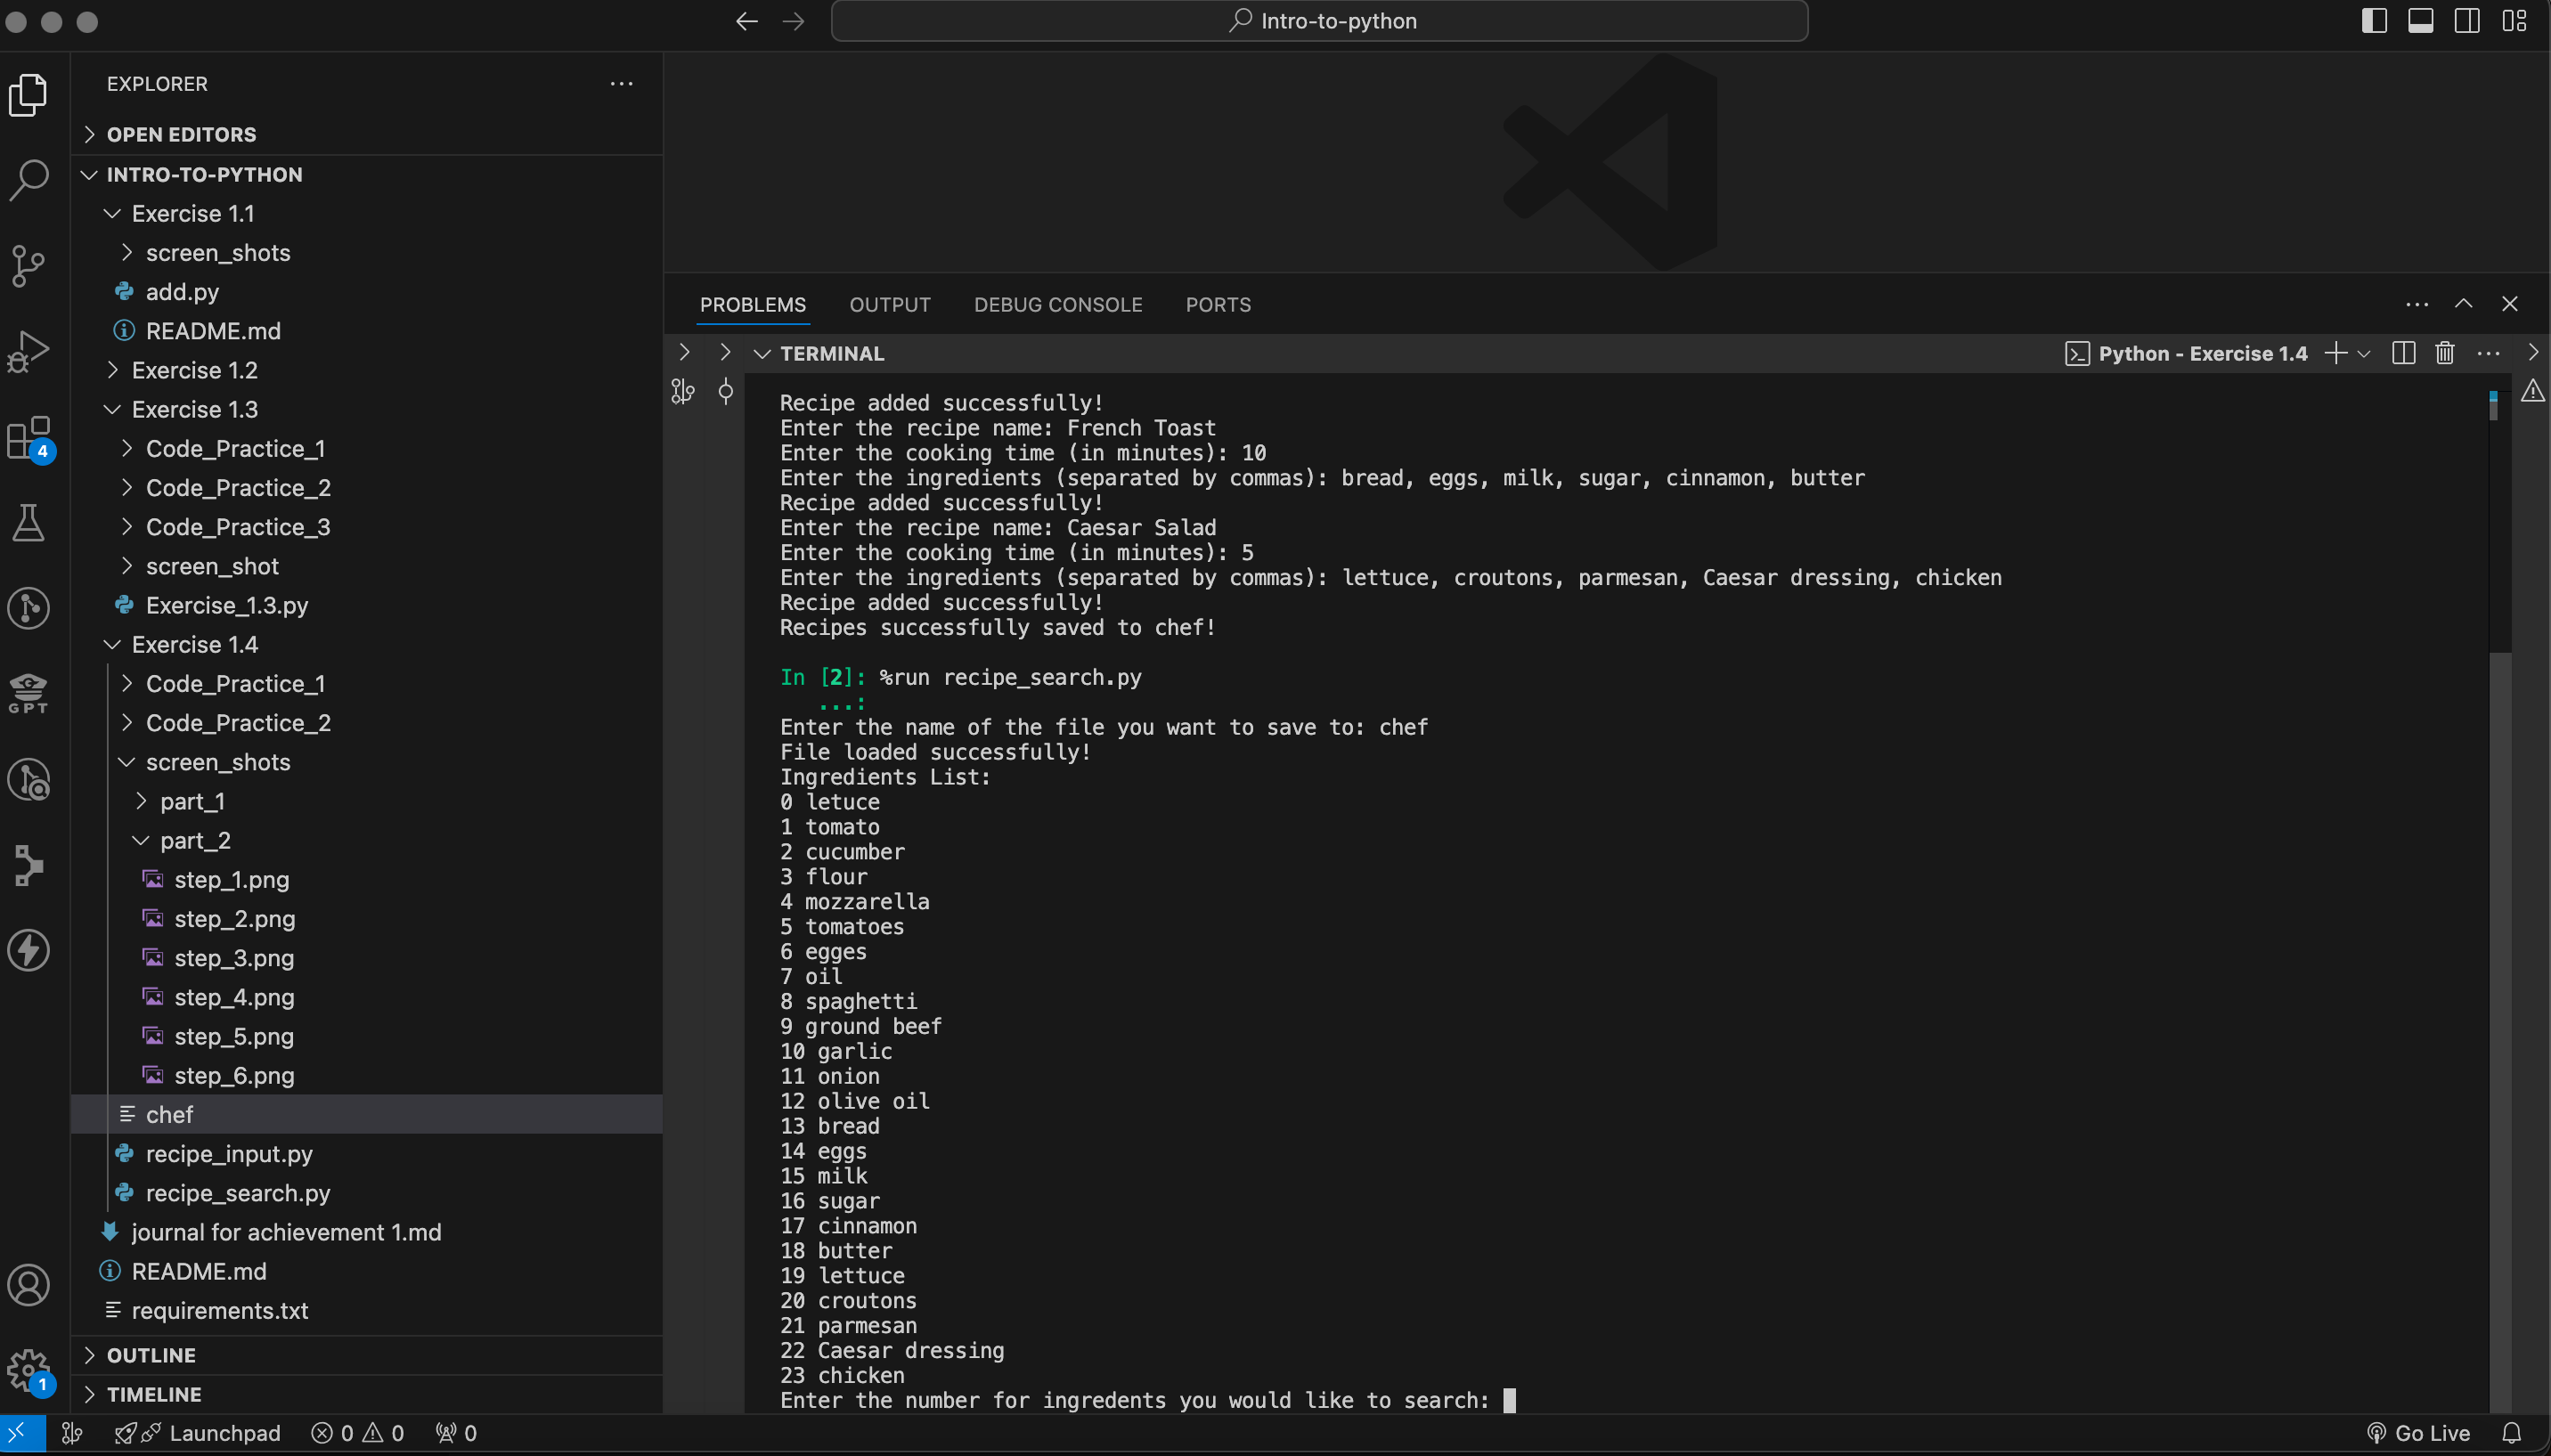 Intro-to-python
EXPLORER
OPEN EDITORS
INTRO-TO-PYTHON
Exercise 1.1
screen_shots
add.py
README.md
Exercise 1.2
Exercise 1.3
Code_Practice_1
Code_Practice_2
Code_Practice_3
screen_shot
Exercise_1.3.py
Exercise 1.4
Code_Practice_1
Code_Practice_2
screen_shots
part_1
part_2
step_1.png
step_2.png
step_3.png
step_4.png
step_5.png
step_6.png
chef
recipe_input.py
recipe_search.py
journal for achievement 1.md
README.md
requirements.txt
OUTLINE
TIMELINE
4
GPT
1
PROBLEMS OUTPUT DEBUG CONSOLE PORTS
TERMINAL
Python - Exercise 1.4
Recipe added successfully!
Enter the recipe name: French Toast
Enter the cooking time (in minutes): 10
Enter the ingredients (separated by commas): bread, eggs, milk, sugar, cinnamon, butter
Recipe added successfully!
Enter the recipe name: Caesar Salad
Enter the cooking time (in minutes): 5
Enter the ingredients (separated by commas): lettuce, croutons, parmesan, Caesar dressing, chicken
Recipe added successfully!
Recipes successfully saved to chef!
In [2]: %run recipe_search.py
...:
Enter the name of the file you want to save to: chef
File loaded successfully!
Ingredients List:
0 letuce
1 tomato
2 cucumber
3 flour
4 mozzarella
5 tomatoes
6 egges
7 oil
8 spaghetti
9 ground beef
10 garlic
11 onion
12 olive oil
13 bread
14 eggs
15 milk
16 sugar
17 cinnamon
18 butter
19 lettuce
20 croutons
21 parmesan
22 Caesar dressing
23 chicken
Enter the number for ingredents you would like to search:
Launchpad 0 0 0
Go Live